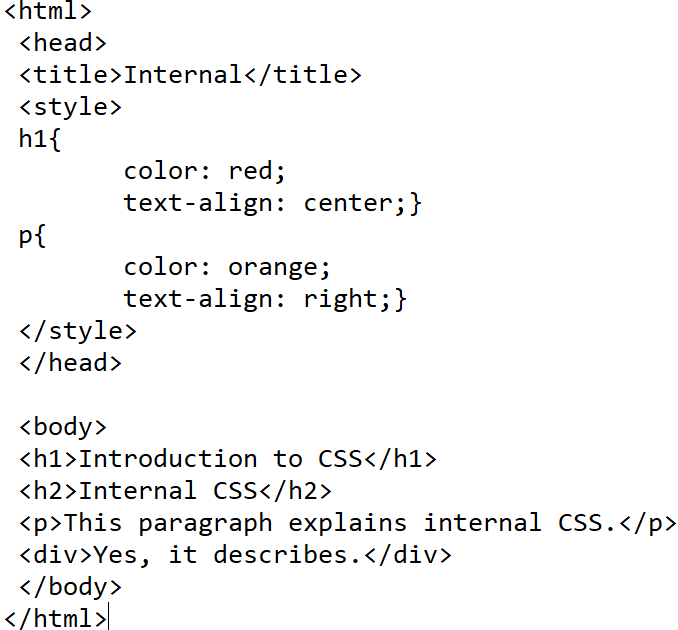 <html>
<head>
<title>Internal</title>
<style>
h1{
color: red;
text-align: center;}
p{
color: orange;
text-align: right;}
</style>
</head>
<body>
<h1>Introduction to CSS</h1>
<h2>Internal CSS</h2>
<p>This paragraph explains internal CSS.</p>
<div>Yes, it describes.</div>
</body>
</html>